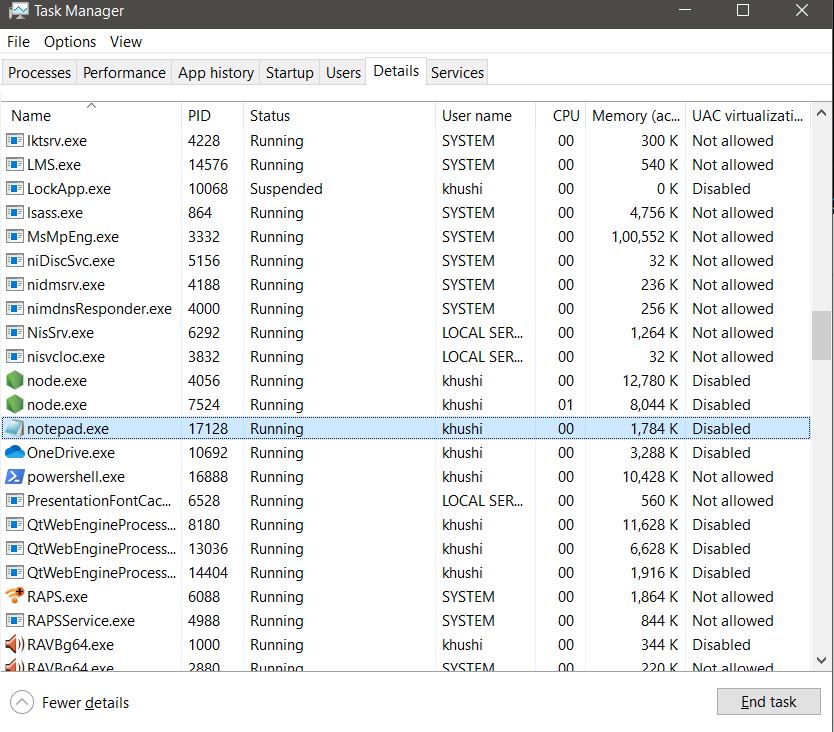 Task Manager
File Options View
Processes Performance App history Startup Users Details Services
Name PID Status User name CPU Memory (ac... UAC virtualizati...
lktsrv.exe 4228 Running SYSTEM 00 300 K Not allowed
LMS.exe 14576 Running SYSTEM 00 540 K Not allowed
LockApp.exe 10068 Suspended khushi 00 0 K Disabled
lsass.exe 864 Running SYSTEM 00 4,756 K Not allowed
MsMpEng.exe 3332 Running SYSTEM 00 1,00,552 K Not allowed
niDiscSvc.exe 5156 Running SYSTEM 00 32 K Not allowed
nidmsrv.exe 4188 Running SYSTEM 00 236 K Not allowed
nimdnsResponder.exe 4000 Running SYSTEM 00 256 K Not allowed
NisSrv.exe 6292 Running LOCAL SER... 00 1,264 K Not allowed
nisvcloc.exe 3832 Running LOCAL SER... 00 32 K Not allowed
node.exe 4056 Running khushi 00 12,780 K Disabled
node.exe 7524 Running khushi 01 8,044 K Disabled
notepad.exe 17128 Running khushi 00 1,784 K Disabled
OneDrive.exe 10692 Running khushi 00 3,288 K Disabled
powershell.exe 16888 Running khushi 00 10,428 K Not allowed
PresentationFontCac... 6528 Running LOCAL SER... 00 560 K Not allowed
QtWebEngineProcess... 8180 Running khushi 00 11,628 K Disabled
QtWebEngineProcess... 13036 Running khushi 00 6,628 K Disabled
QtWebEngineProcess... 14404 Running khushi 00 1,916 K Disabled
RAPS.exe 6088 Running SYSTEM 00 1,864 K Not allowed
RAPSService.exe 4988 Running SYSTEM 00 844 K Not allowed
RAVBg64.exe 1000 Running khushi 00 344 K Disabled
RAVBg64.exe 2880 Running SYSTEM 00 220 K Not allowed
Fewer details End task